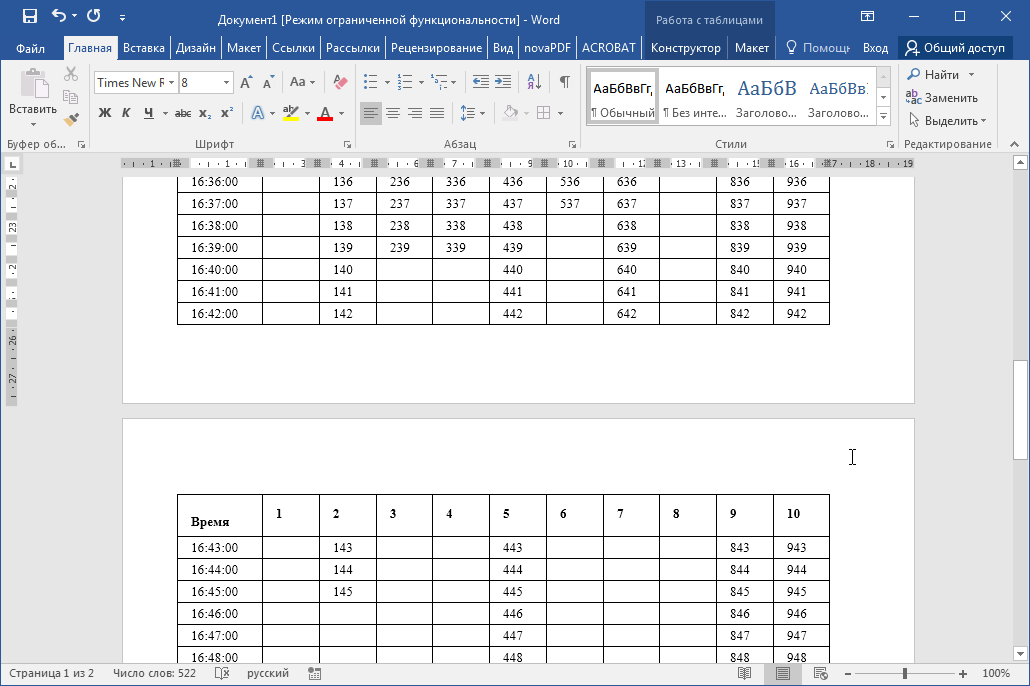 Документ1 [Режим ограниченной функциональности] - Word
Работа с таблицами
Файл Главная Вставка Дизайн Макет Ссылки Рассылки Рецензирование Вид novaPDF ACROBAT Конструктор Макет Помощь Вход Общий доступ
Вставить
Times New R 8
Aa
Ж К Ч abc x₂ x²
АаБбВвГг, АаБбВвГг, АаБбВ АаБбВв
¶ Обычный ¶ Без инте... Заголово... Заголово...
Найти
Заменить
Выделить
Буфер об... Шрифт Абзац Стили Редактирование
16:36:00 136 236 336 436 536 636 836 936
16:37:00 137 237 337 437 537 637 837 937
16:38:00 138 238 338 438 638 838 938
16:39:00 139 239 339 439 639 839 939
16:40:00 140 440 640 840 940
16:41:00 141 441 641 841 941
16:42:00 142 442 642 842 942
Время 1 2 3 4 5 6 7 8 9 10
16:43:00 143 443 843 943
16:44:00 144 444 844 944
16:45:00 145 445 845 945
16:46:00 446 846 946
16:47:00 447 847 947
16:48:00 448 848 948
Страница 1 из 2 Число слов: 522 русский 100%